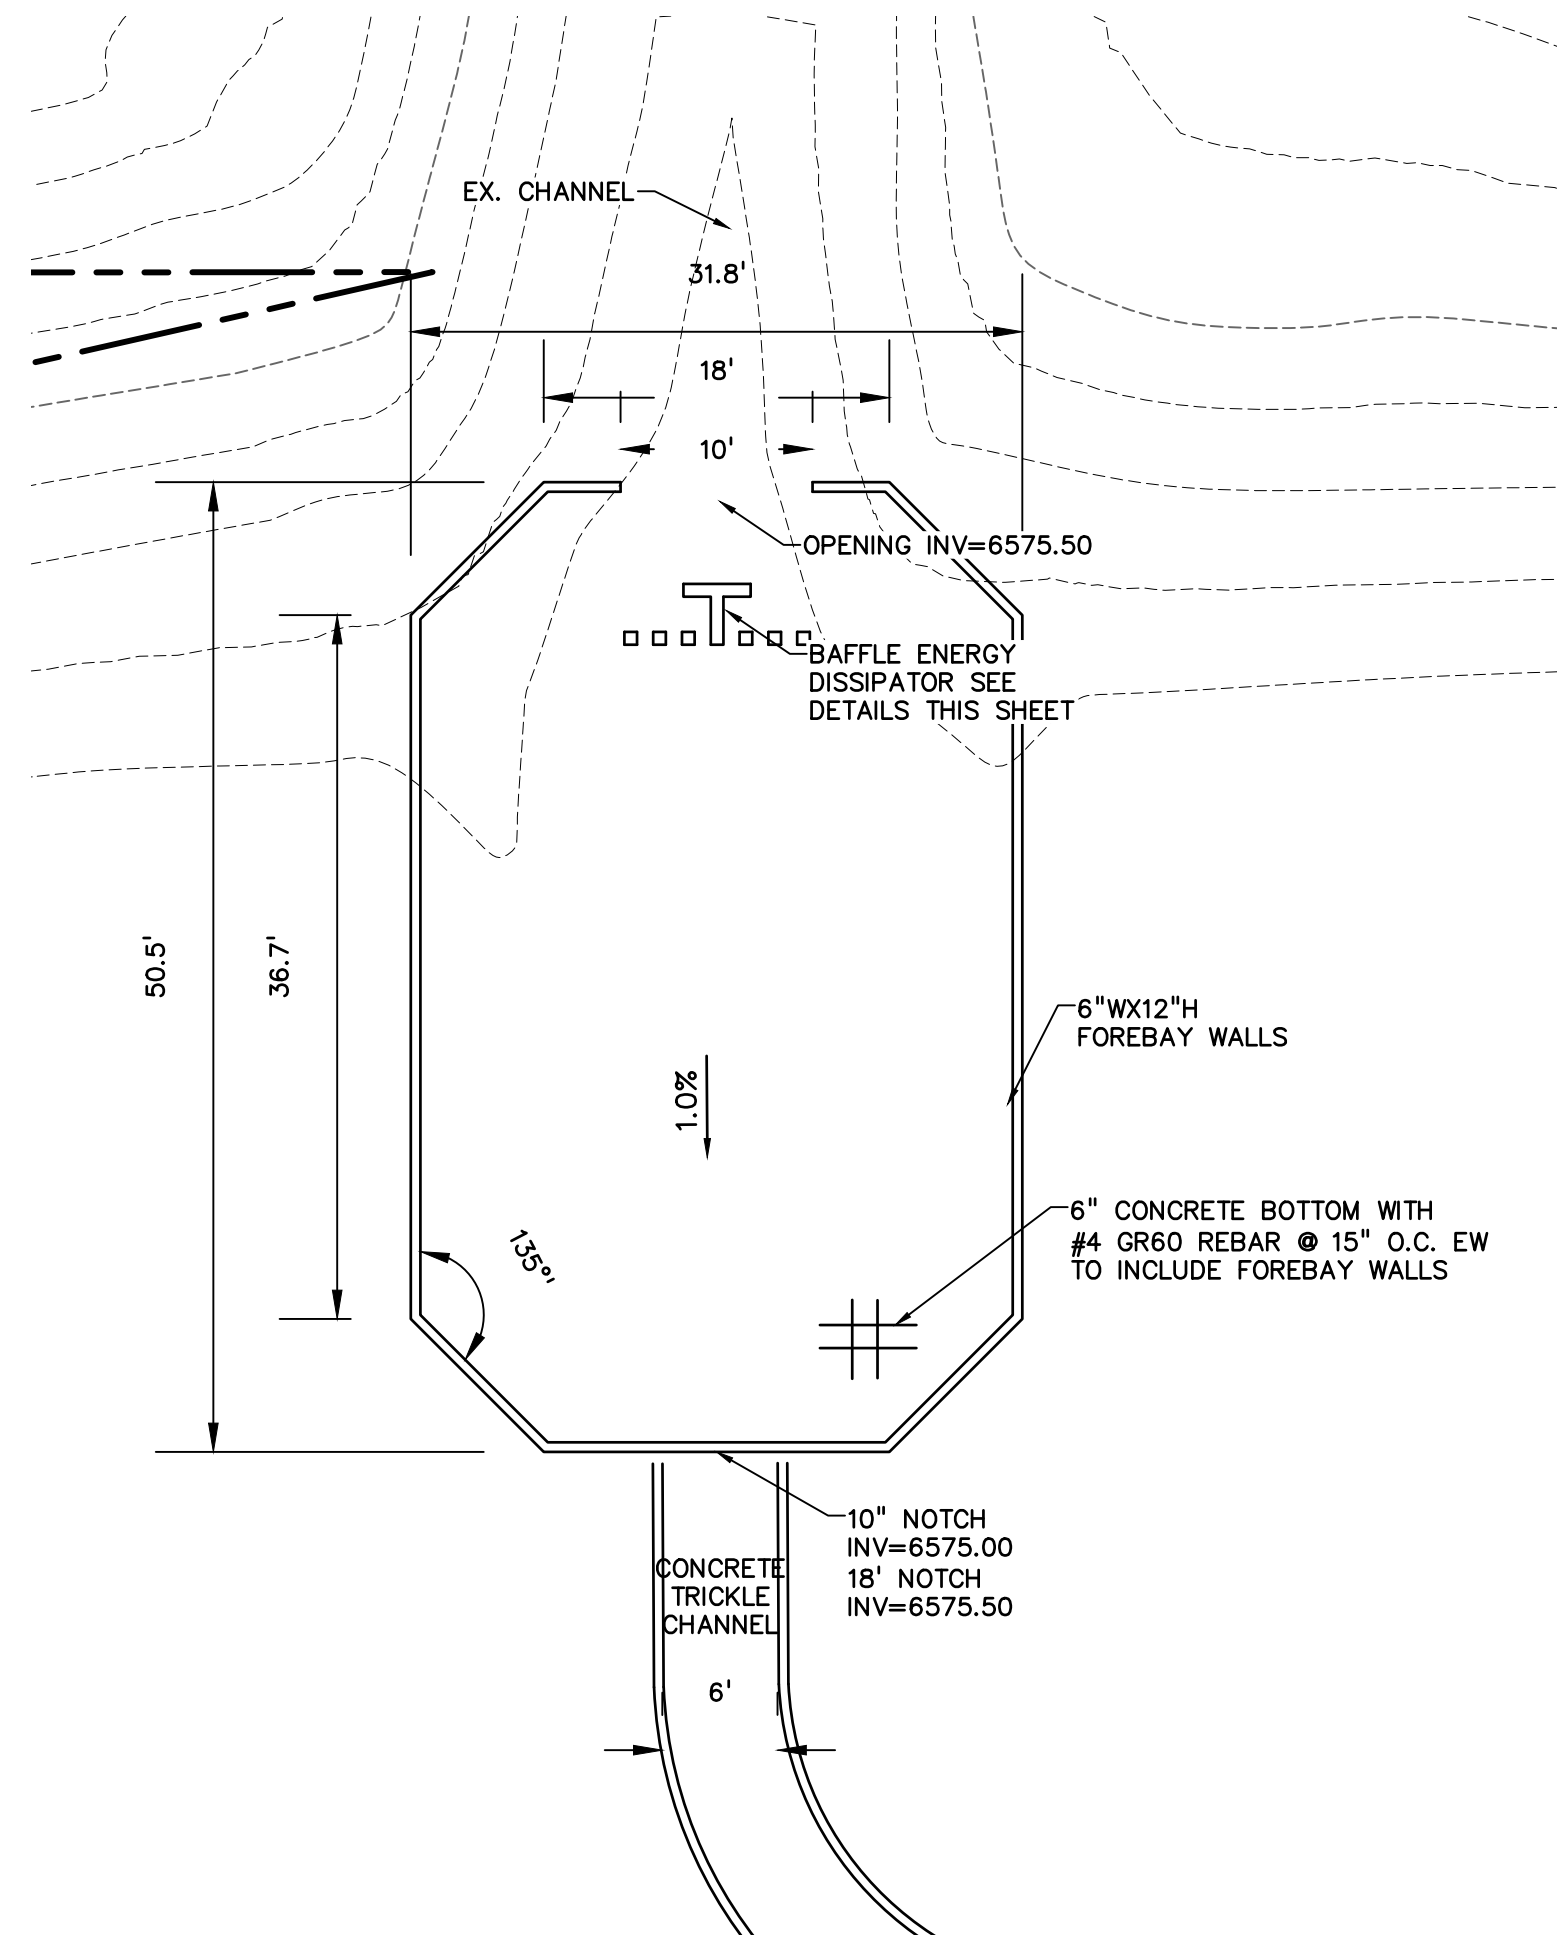 EX. CHANNEL
31.8'
18'
10'
OPENING INV=6575.50
BAFFLE ENERGY
DISSIPATOR SEE
DETAILS THIS SHEET
50.5'
36.7'
6"WX12"H
FOREBAY WALLS
1.0%
6" CONCRETE BOTTOM WITH
#4 GR60 REBAR @ 15" O.C. EW
TO INCLUDE FOREBAY WALLS
135°'
10" NOTCH
INV=6575.00
18' NOTCH
INV=6575.50
CONCRETE
TRICKLE
CHANNEL
6'